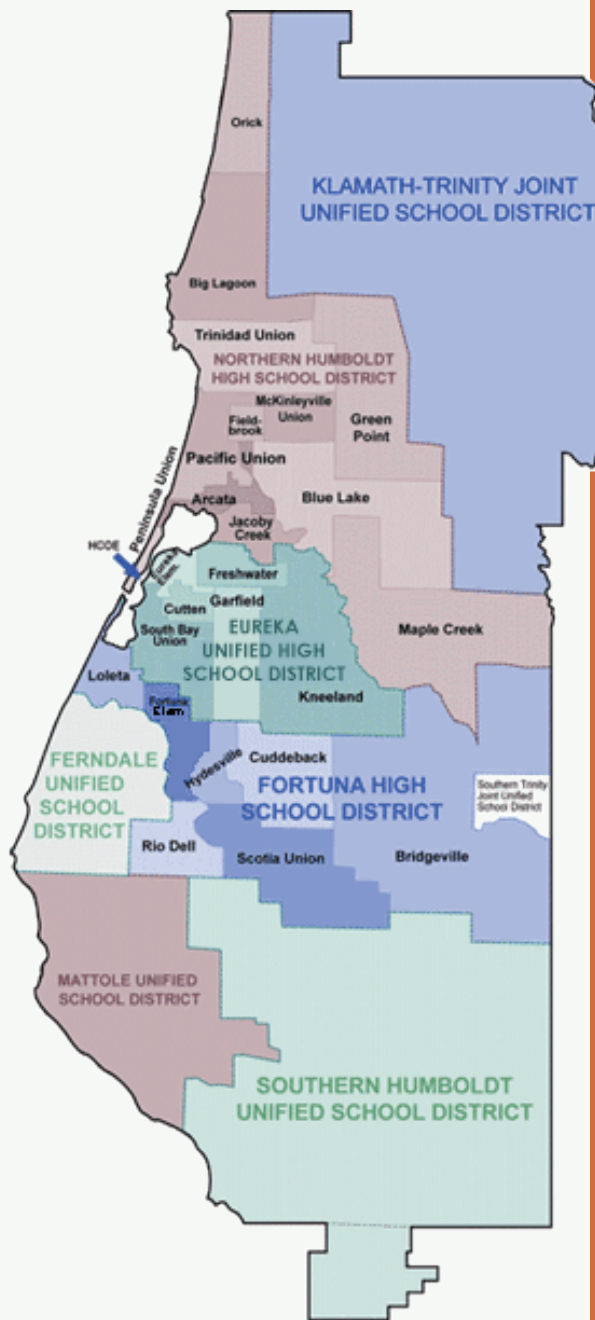 Orick
KLAMATH-TRINITY JOINT
UNIFIED SCHOOL DISTRICT
Big Lagoon
Trinidad Union
NORTHERN HUMBOLDT
HIGH SCHOOL DISTRICT
McKinleyville
Union
Field-
brook
Green
Point
Pacific Union
Peninsula Union
Blue Lake
Arcata
Jacoby
Creek
HCOE
Eureka
Elem.
Freshwater
Cutten
Garfield
South Bay
Union
EUREKA
UNIFIED HIGH
SCHOOL DISTRICT
Maple Creek
Loleta
Kneeland
Fortuna
Elem
Hydesville
Cuddeback
FERNDALE
UNIFIED
SCHOOL
DISTRICT
FORTUNA HIGH
SCHOOL DISTRICT
Southern Trinity
Joint Unified
School District
Rio Dell
Scotia Union
Bridgeville
MATTOLE UNIFIED
SCHOOL DISTRICT
SOUTHERN HUMBOLDT
UNIFIED SCHOOL DISTRICT